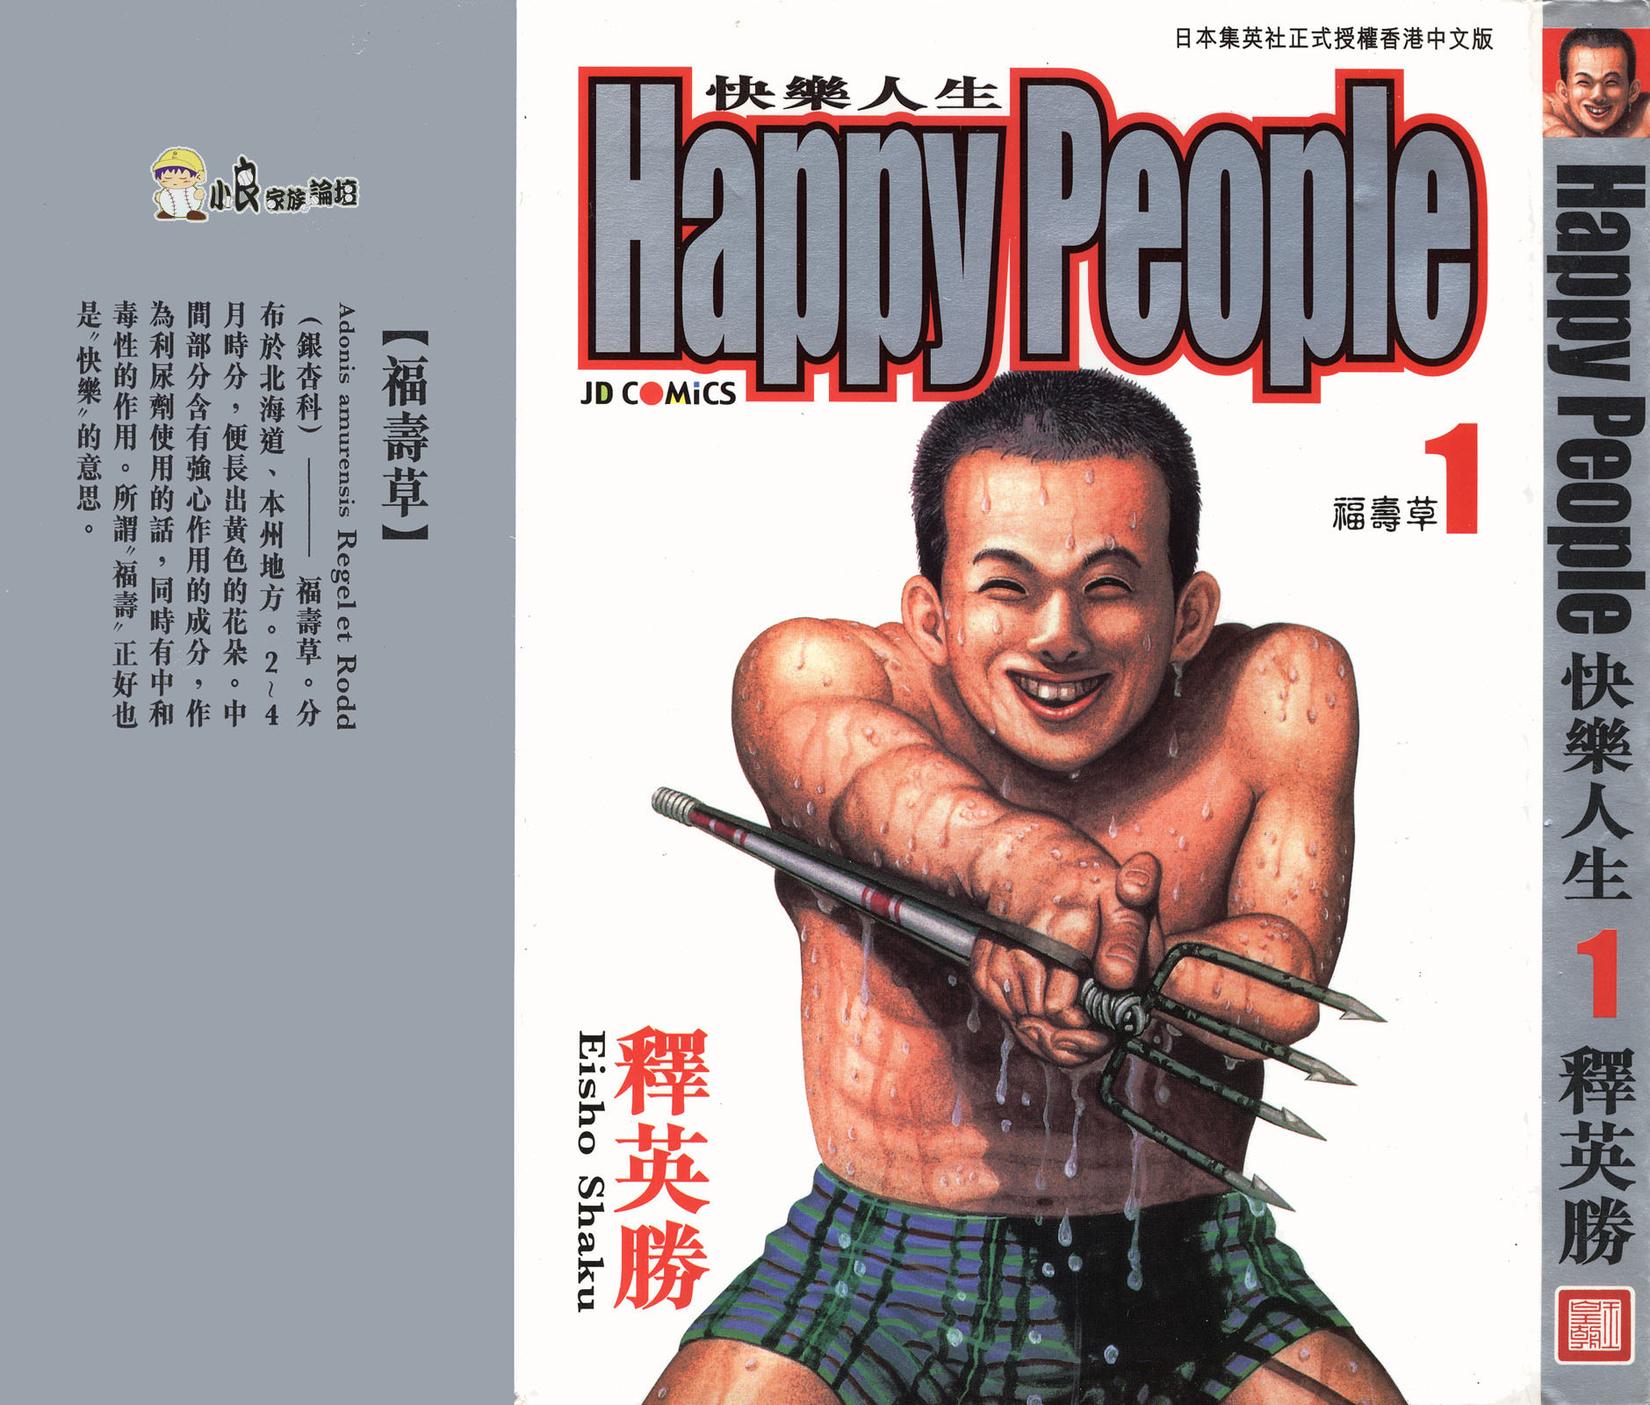 小良家族論壇
【福壽草】
Adonis amurensis Regel et Rodd
(銀杏科)——福壽草。分
布於北海道、本州地方。2~4
月時分,便長出黃色的花朵。中
間部分含有強心作用的成分,作
為利尿劑使用的話,同時有中和
毒性的作用。所謂〝福壽〞正好也
是〝快樂〞的意思。
日本集英社正式授權香港中文版
快樂人生
Happy People
JD COMiCS
1
福壽草
釋英勝
Eisho Shaku
Happy People 快樂人生 1 釋英勝
玉皇朝